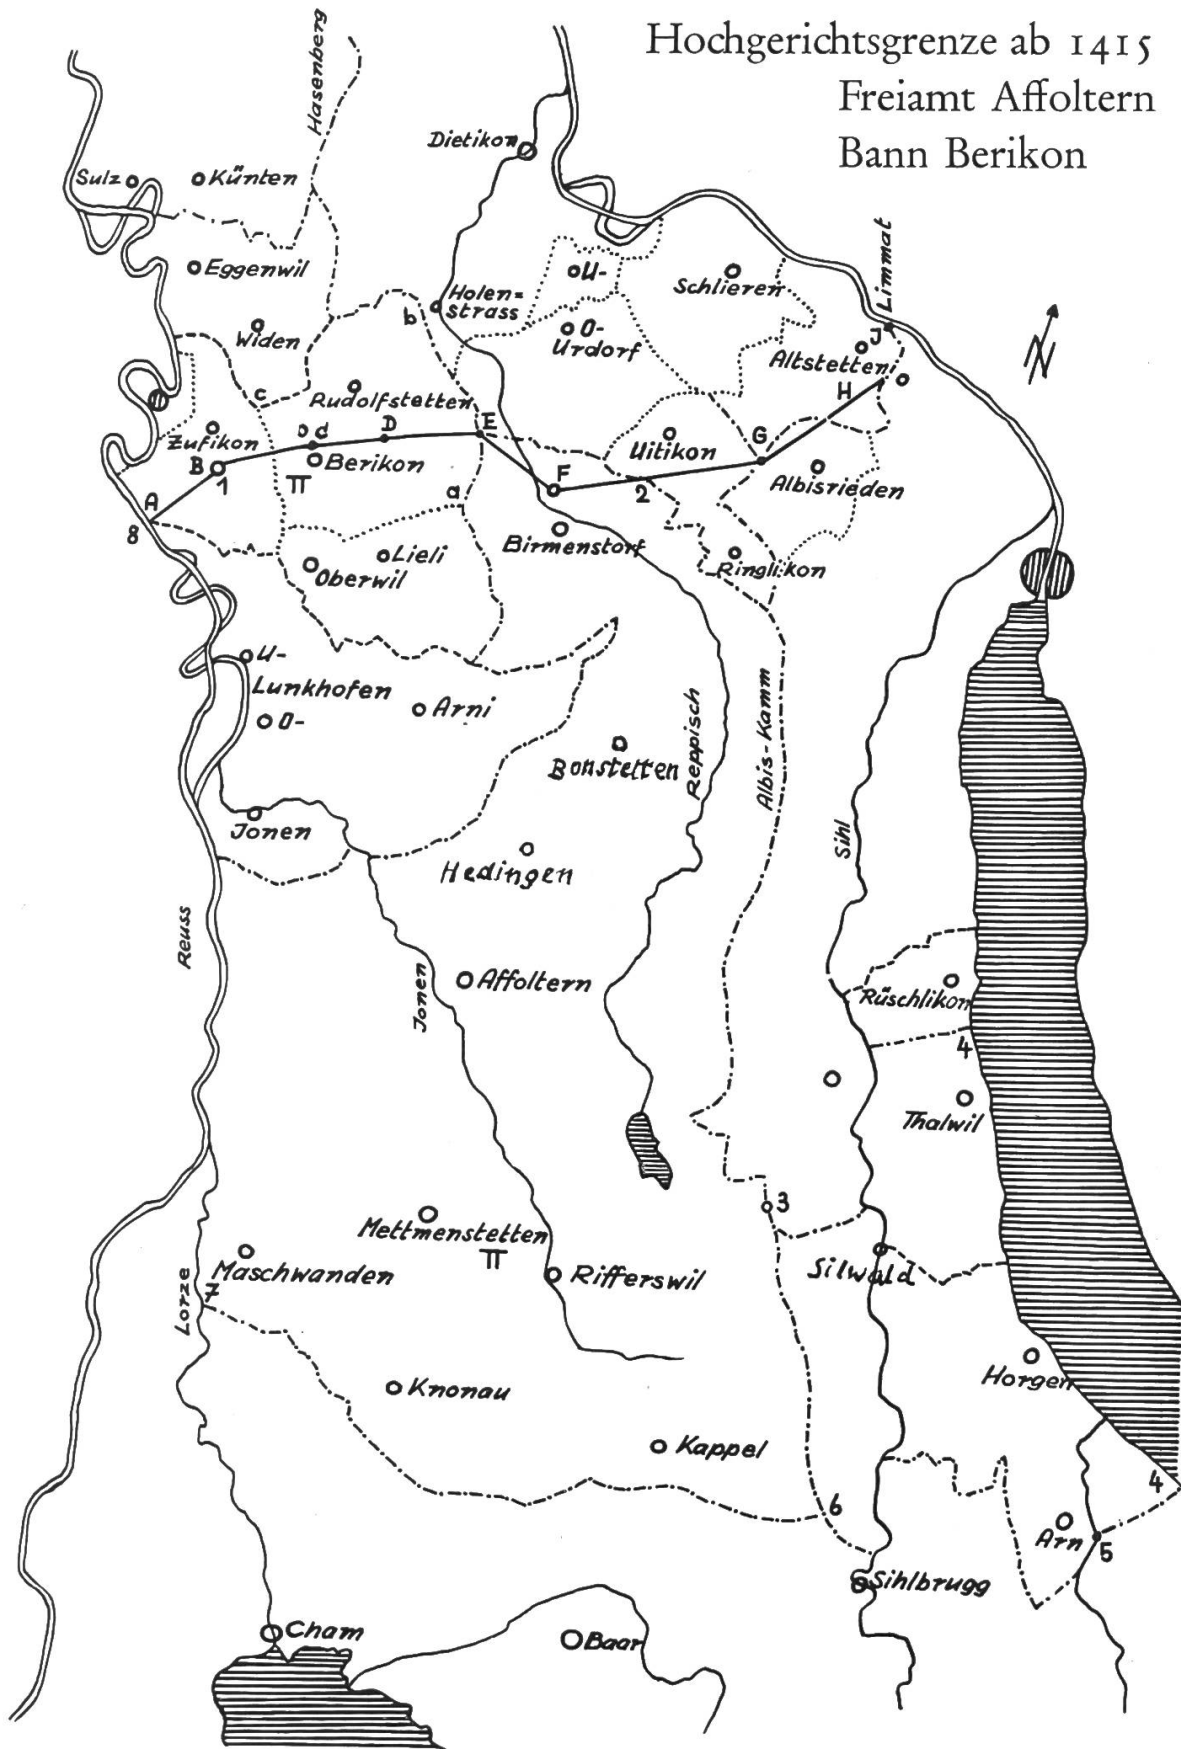 Hochgerichtsgrenze ab 1415
Freiamt Affoltern
Bann Berikon
Hasenberg
Dietikon
Sulz
Künten
Eggenwil
Limmat
U-
Schlieren
Holen=
strass
b
O-
Urdorf
Widen
J
Altstetten
H
c
Rudolfstetten
Zufikon
d
D
E
Uitikon
G
B
1
Berikon
F
2
Albisrieden
A
a
8
Birmenstorf
Lieli
Oberwil
Ringlikon
N
U-
Lunkhofen
O-
Arni
Bonstetten
Reppisch
Albis-Kamm
Sihl
Jonen
Hedingen
Reuss
Jonen
Affoltern
Rüschlikon
4
Thalwil
3
Mettmenstetten
Maschwanden
7
Rifferswil
Silwald
Lorze
Horgen
Knonau
Kappel
4
6
Arn
5
Sihlbrugg
Cham
Baar